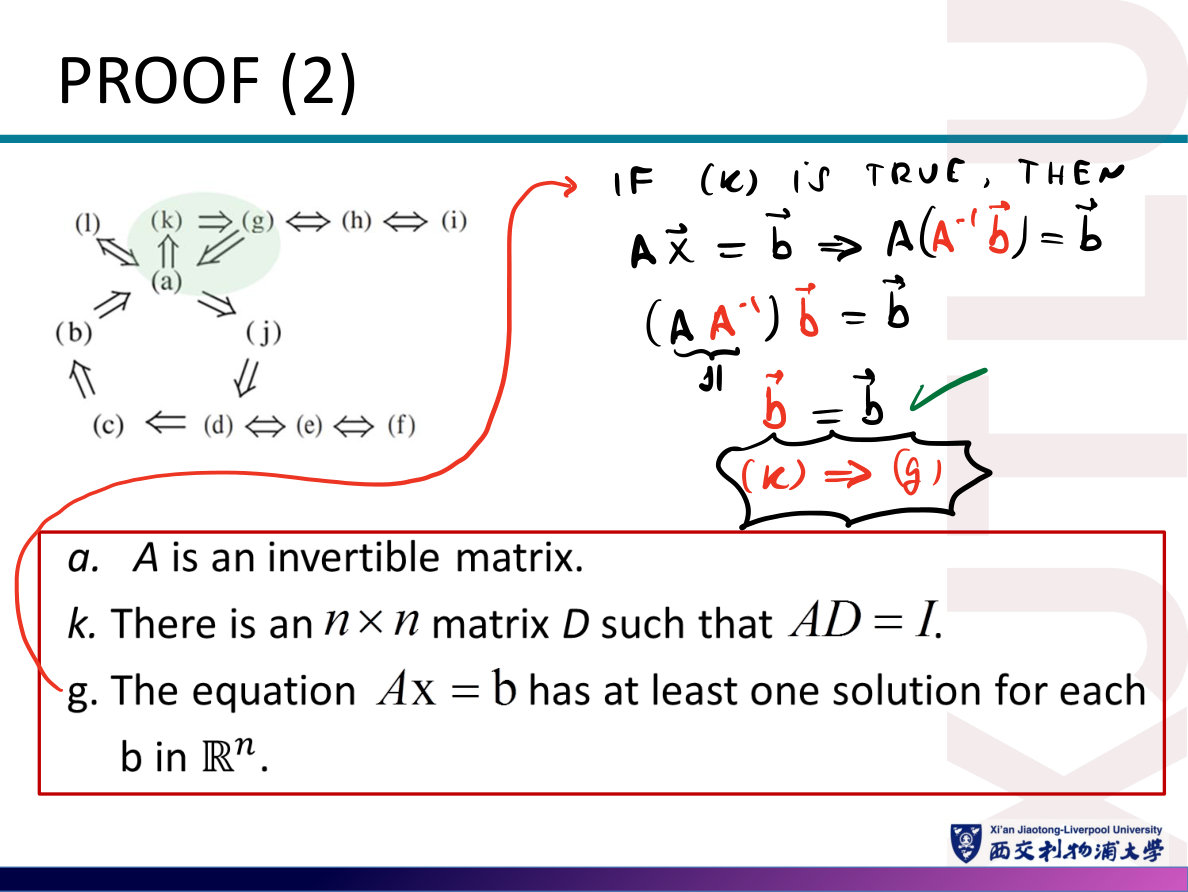 PROOF (2)
IF (K) IS TRUE, THEN
A x⃗ = b⃗ ⇒ A(A⁻¹ b⃗) = b⃗
(A A⁻¹) b⃗ = b⃗
𝟙
b⃗ = b⃗ ✓
(K) ⇒ (g)
(l) (k) ⇒ (g) ⇔ (h) ⇔ (i)
(a)
(b) (j)
(c) ⇐ (d) ⇔ (e) ⇔ (f)
a. A is an invertible matrix.
k. There is an n × n matrix D such that AD = I.
g. The equation Ax = b has at least one solution for each
b in ℝⁿ.
Xi'an Jiaotong-Liverpool University
西交利物浦大学